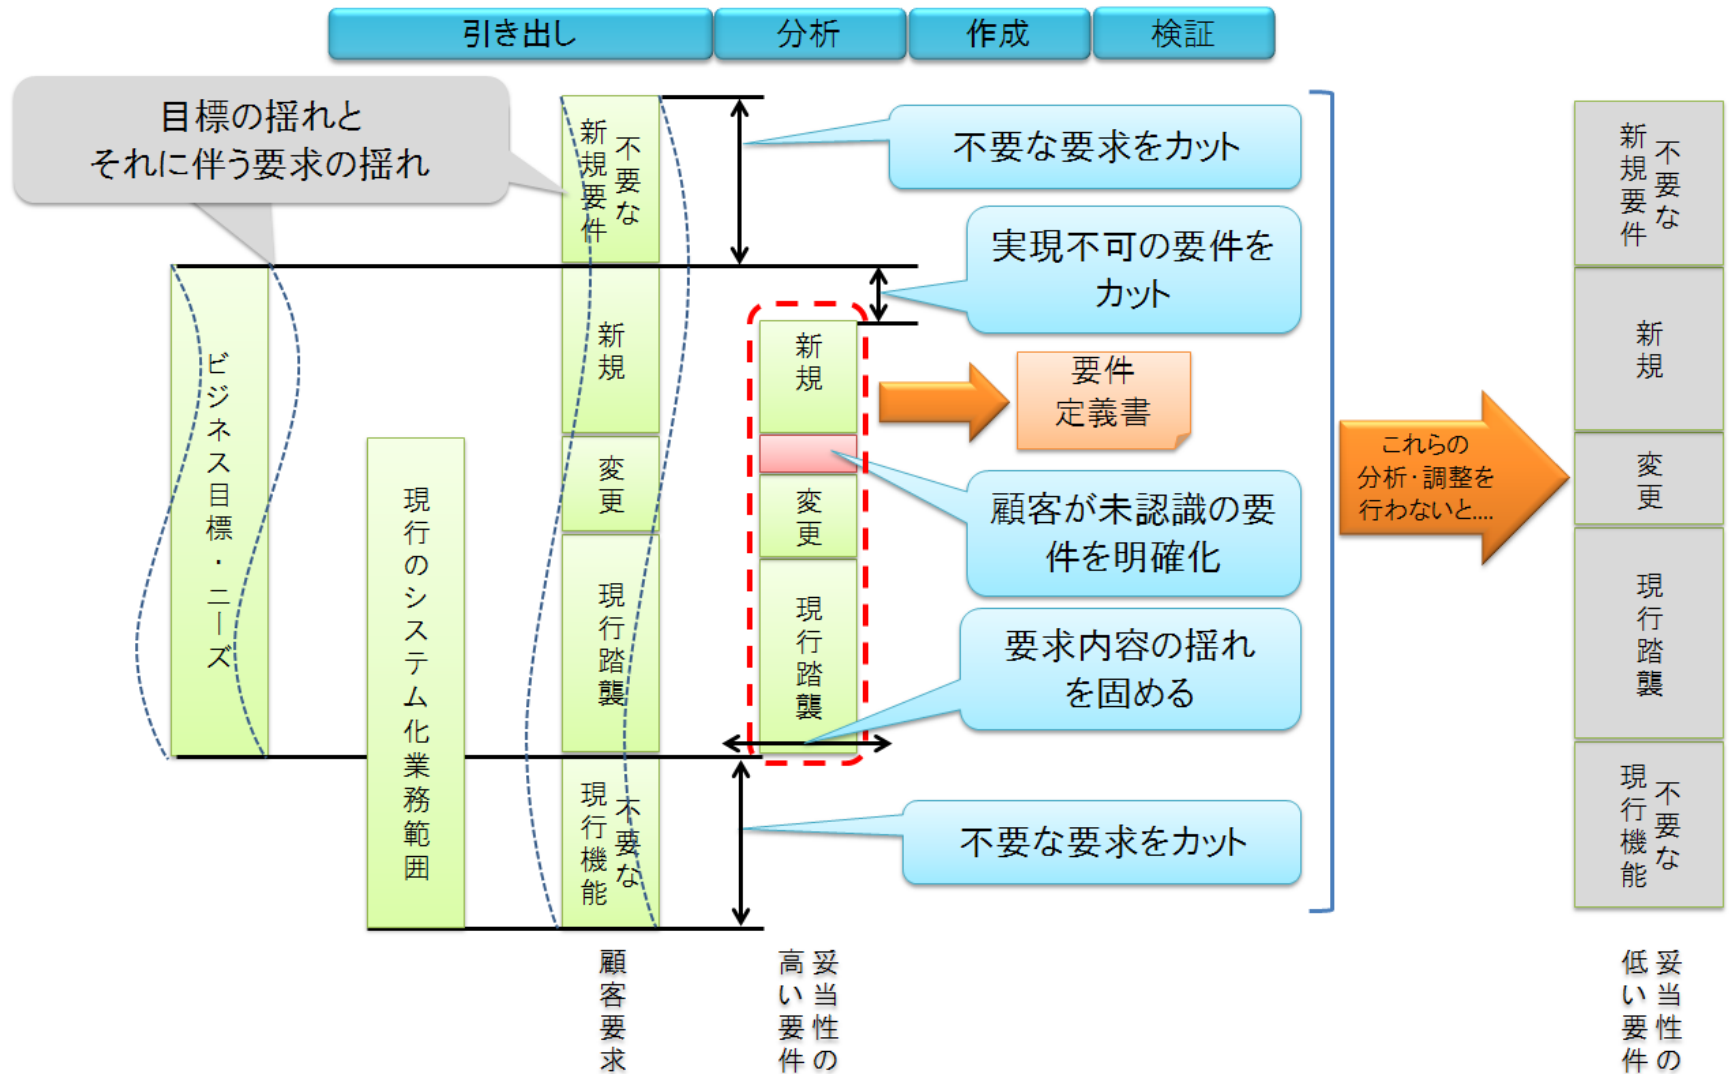 引き出し
分析
作成
検証
目標の揺れと
それに伴う要求の揺れ
ビジネス目標・ニーズ
現行のシステム化業務範囲
不要な
新規要件
新規
変更
現行踏襲
不要な
現行機能
顧客要求
新規
変更
現行踏襲
妥当性の
高い要件
不要な要求をカット
実現不可の要件を
カット
要件
定義書
顧客が未認識の要
件を明確化
要求内容の揺れ
を固める
不要な要求をカット
これらの
分析・調整を
行わないと....
不要な
新規要件
新規
変更
現行踏襲
不要な
現行機能
妥当性の
低い要件